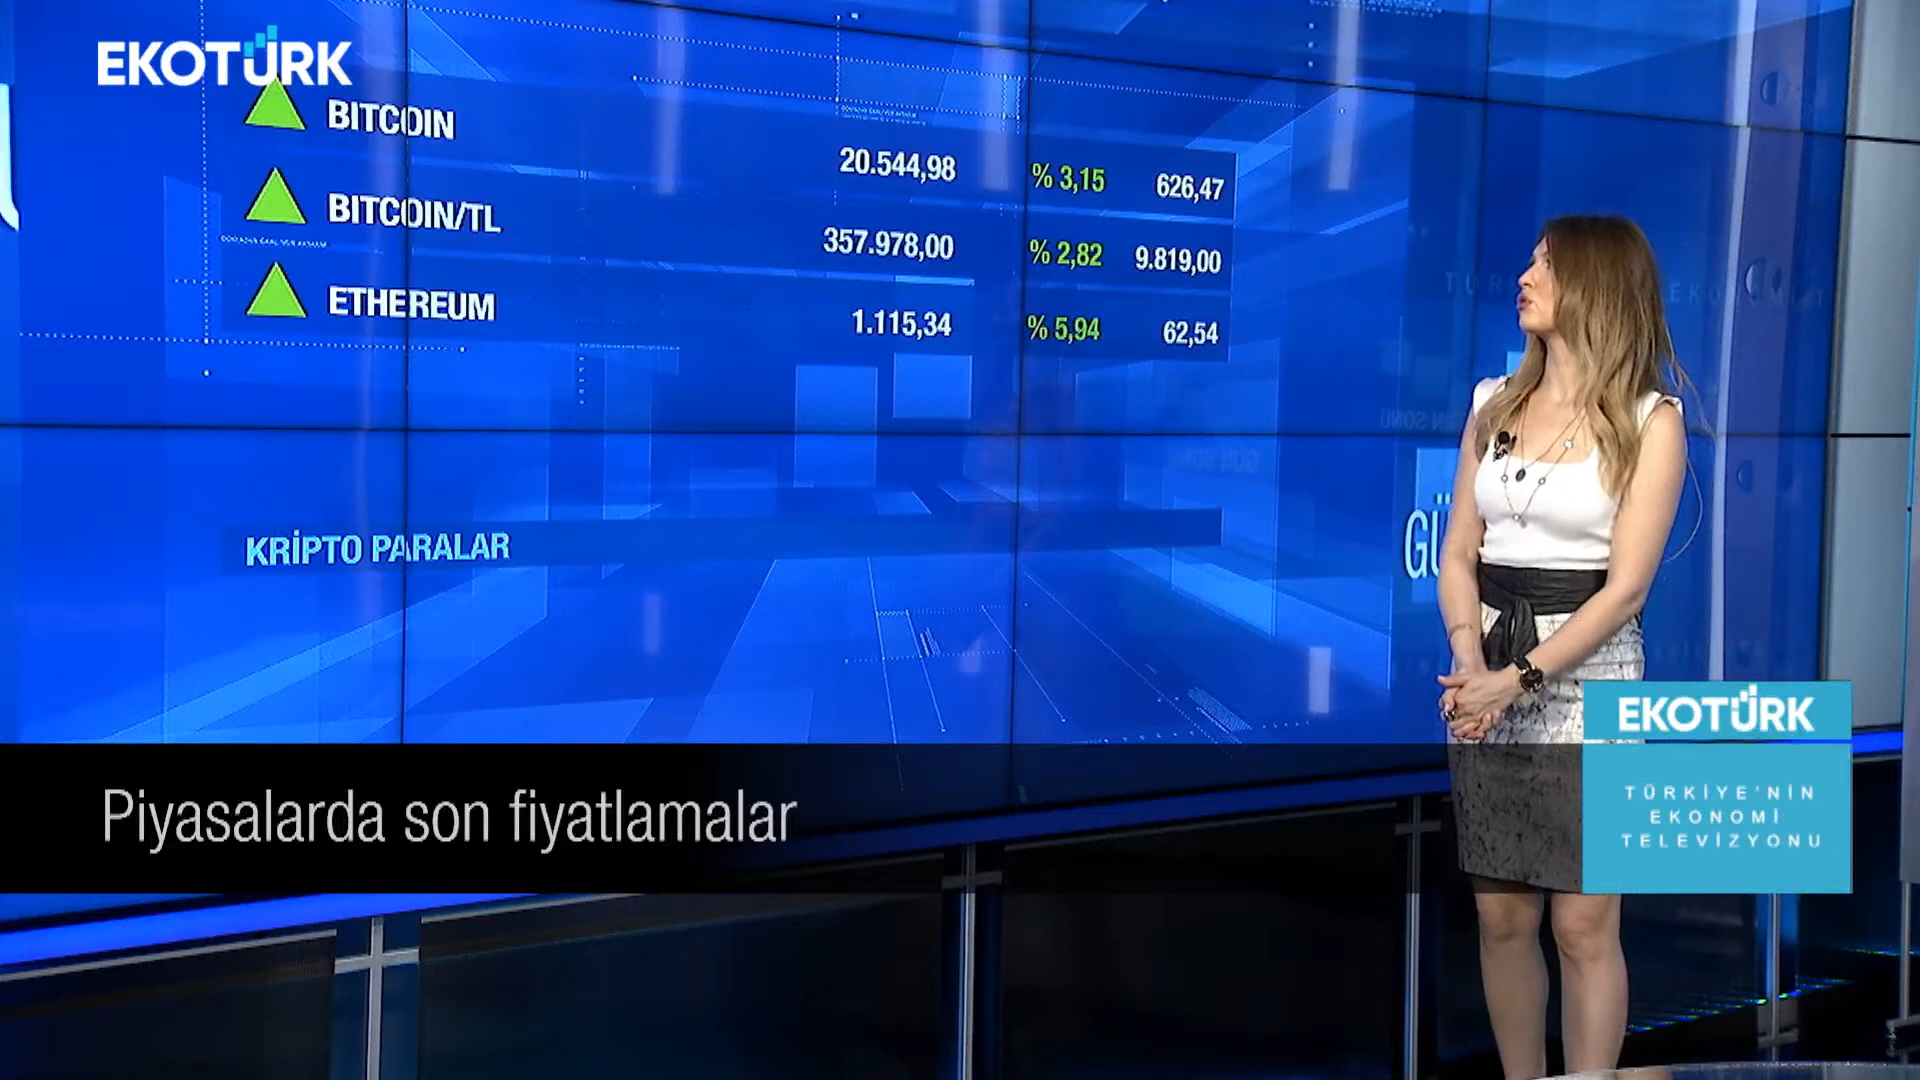 EKOTÜRK
BITCOIN 20.544,98 % 3,15 626,47
BITCOIN/TL 357.978,00 % 2,82 9.819,00
ETHEREUM 1.115,34 % 5,94 62,54
KRİPTO PARALAR
GÜ
Piyasalarda son fiyatlamalar
EKOTÜRK
TÜRKİYE'NİN
EKONOMİ
TELEVİZYONU